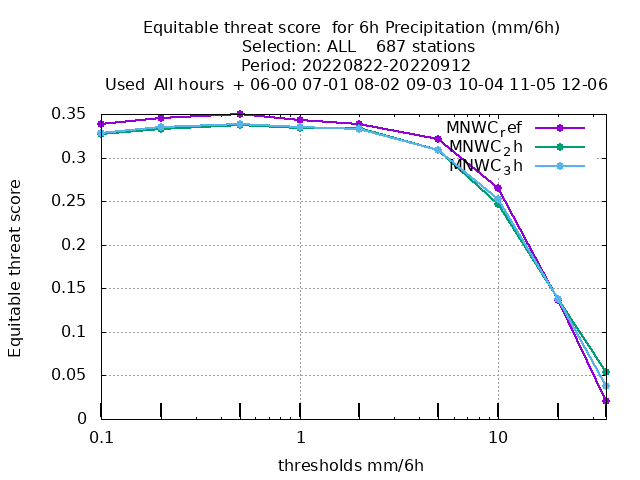 Equitable threat score  for 6h Precipitation (mm/6h)
Selection: ALL    687 stations
Period: 20220822-20220912
Used  All hours  + 06-00 07-01 08-02 09-03 10-04 11-05 12-06
0.35
0.3
0.25
0.2
0.15
0.1
0.05
0
Equitable threat score
MNWCref
MNWC2h
MNWC3h
0.1 1 10
thresholds mm/6h